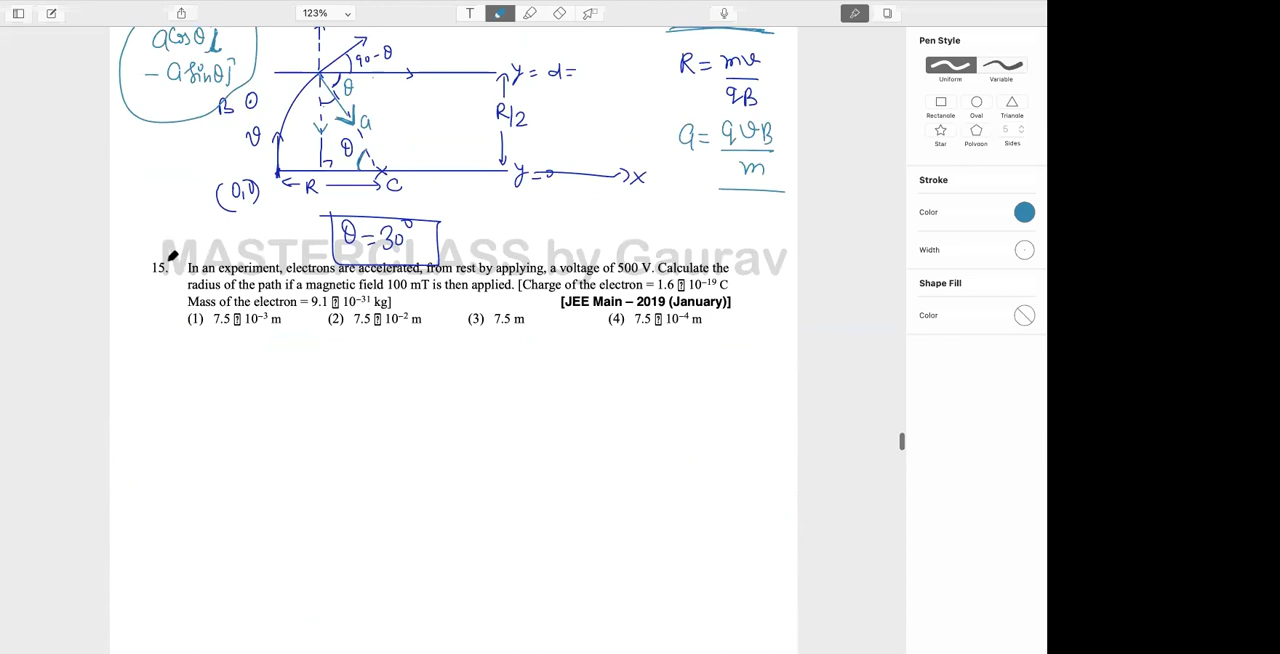 123%
T
Pen Style
Uniform
Variable
Rectangle
Oval
Triangle
5
Star
Polygon
Sides
Stroke
Color
Width
Shape Fill
Color
a cosθ î
- a sinθ ĵ
90-θ
y = d =
θ
B
a
R/2
v
θ
(0,0)
R
C
y = 0
x
R = mv
qB
a = qvB
m
θ = 30°
MASTERCLASS by Gaurav
15. In an experiment, electrons are accelerated, from rest by applying, a voltage of 500 V. Calculate the
radius of the path if a magnetic field 100 mT is then applied. [Charge of the electron = 1.6 10⁻¹⁹ C
Mass of the electron = 9.1 10⁻³¹ kg] [JEE Main – 2019 (January)]
(1) 7.5 10⁻³ m (2) 7.5 10⁻² m (3) 7.5 m (4) 7.5 10⁻⁴ m